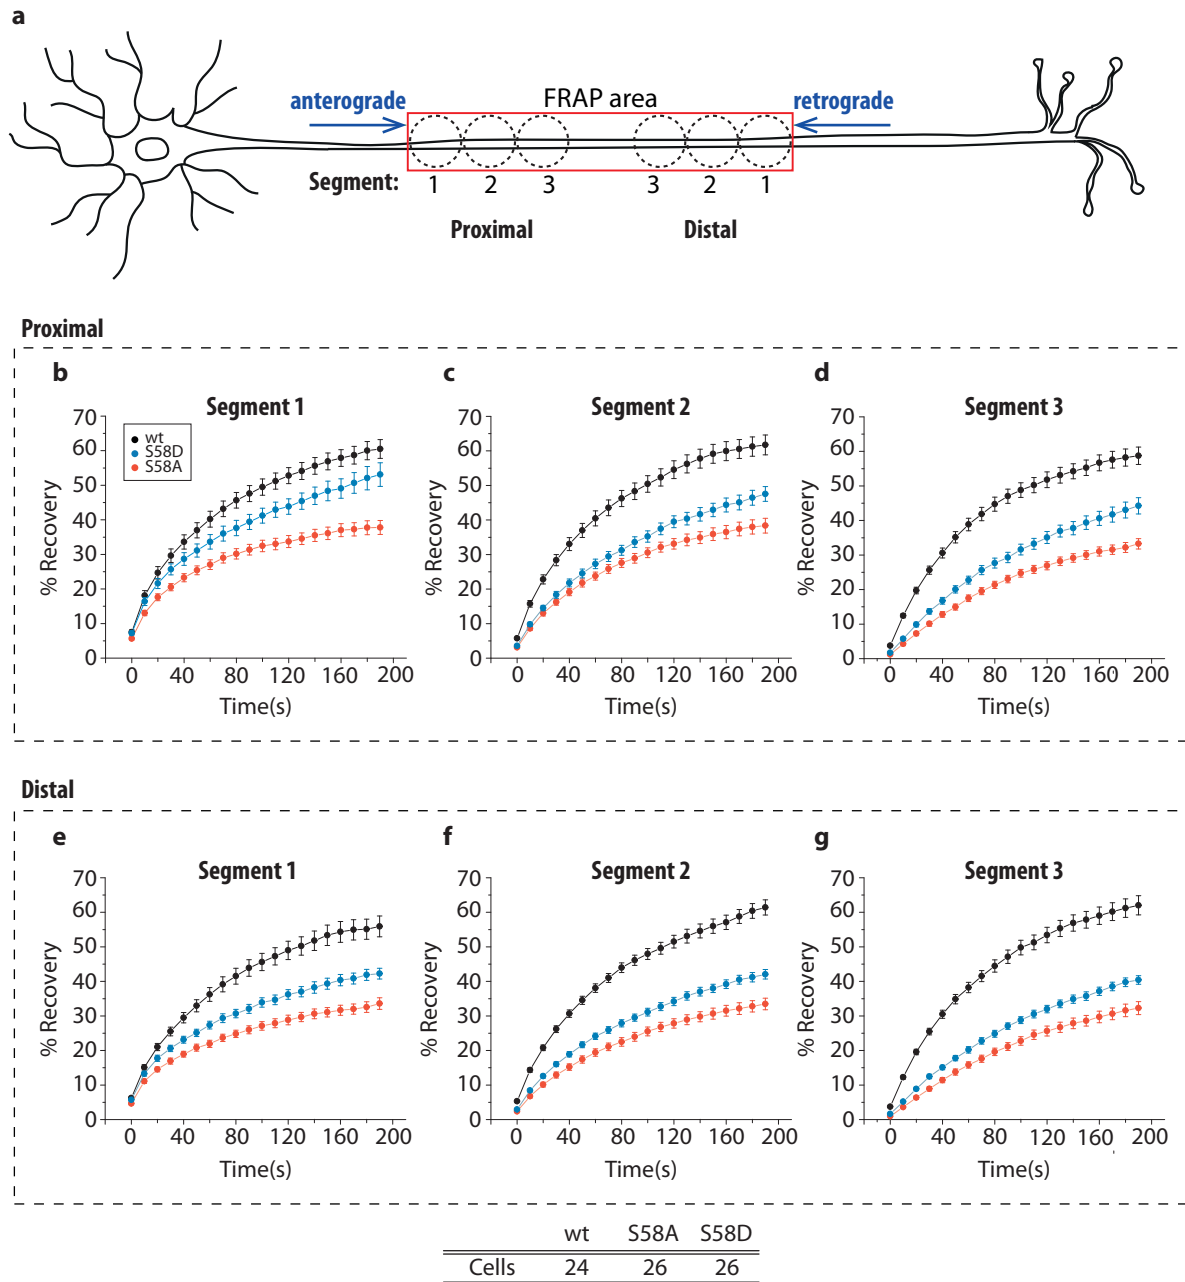 a
anterograde
FRAP area
retrograde
Segment:
1 2 3 3 2 1
Proximal Distal
Proximal
b
Segment 1
70
60
50
40
30
20
10
0
% Recovery
wt
S58D
S58A
0 40 80 120 160 200
Time(s)
c
Segment 2
70
60
50
40
30
20
10
0
% Recovery
0 40 80 120 160 200
Time(s)
d
Segment 3
70
60
50
40
30
20
10
0
% Recovery
0 40 80 120 160 200
Time(s)
Distal
e
Segment 1
70
60
50
40
30
20
10
0
% Recovery
0 40 80 120 160 200
Time(s)
f
Segment 2
70
60
50
40
30
20
10
0
% Recovery
0 40 80 120 160 200
Time(s)
g
Segment 3
70
60
50
40
30
20
10
0
% Recovery
0 40 80 120 160 200
Time(s)
wt S58A S58D
Cells 24 26 26